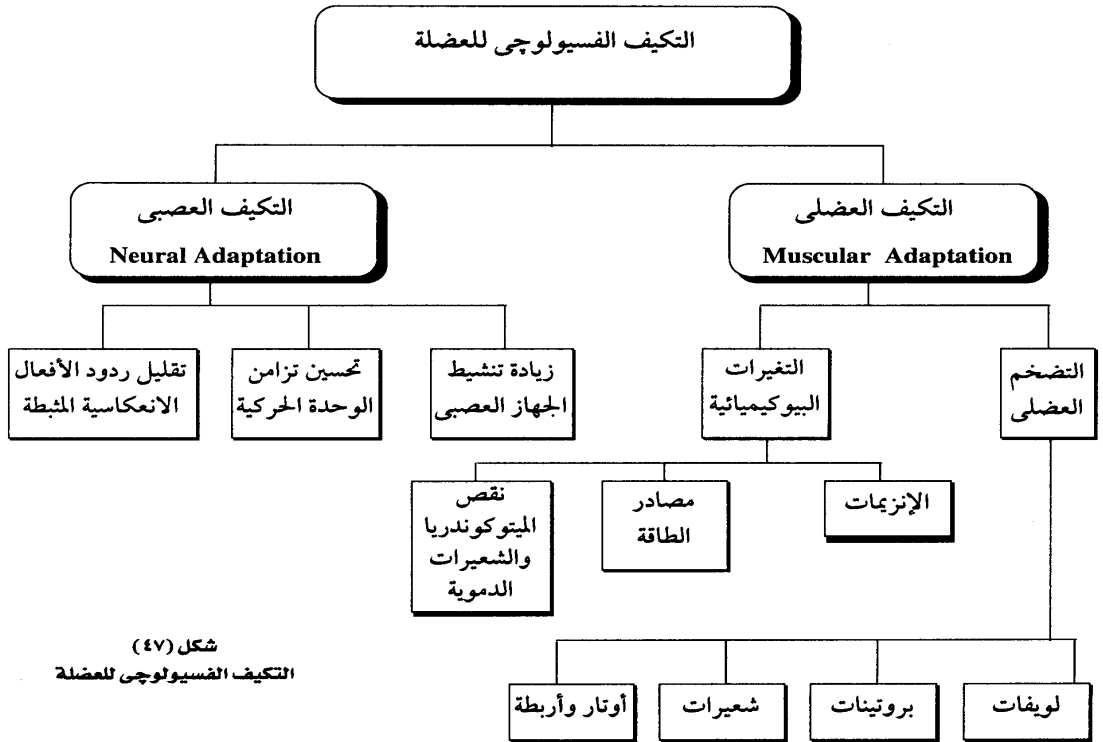 التكيف الفسيولوچى للعضلة
التكيف العضلى
Muscular Adaptation
التكيف العصبى
Neural Adaptation
التضخم
العضلى
التغيرات
البيوكيميائية
زيادة تنشيط
الجهاز العصبى
تحسين تزامن
الوحدة الحركية
تقليل ردود الأفعال
الانعكاسية المثبطة
الإنزيمات
مصادر
الطاقة
نقص
الميتوكوندريا
والشعيرات
الدموية
لويفات
بروتينات
شعيرات
أوتار وأربطة
شكل (٤٧)
التكيف الفسيولوچى للعضلة